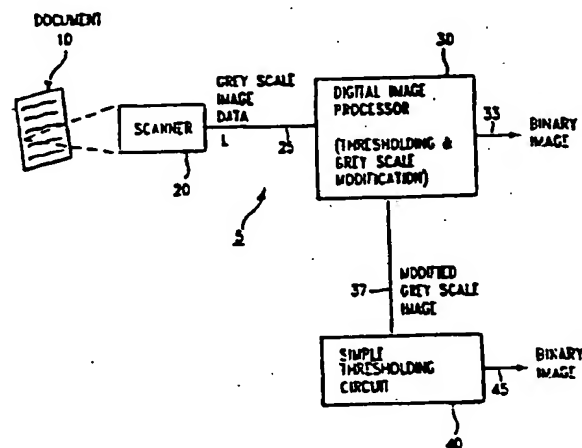 DOCUMENT
10
SCANNER
20
GREY SCALE
IMAGE
DATA
L
25
5
30
DIGITAL IMAGE
PROCESSOR
(THRESHOLDING &
GREY SCALE
MODIFICATION)
33
BINARY
IMAGE
37
MODIFIED
GREY SCALE
IMAGE
SIMPLE
THRESHOLDING
CIRCUIT
40
45
BINARY
IMAGE